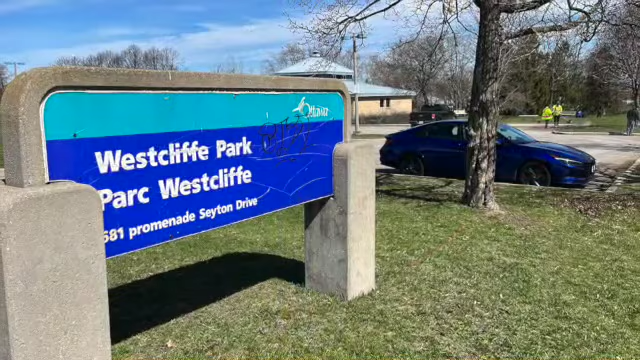 Ottawa
Westcliffe Park
Parc Westcliffe
681 promenade Seyton Drive